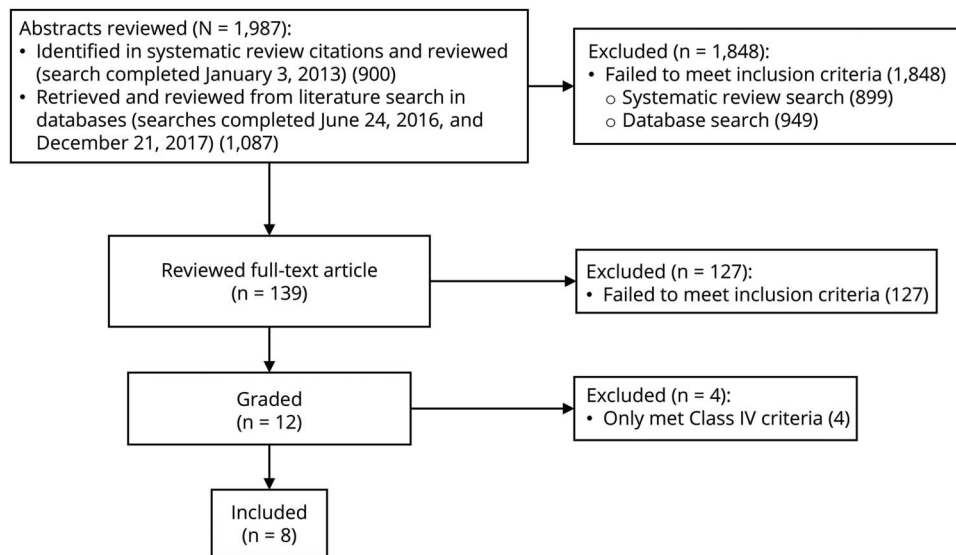 Abstracts reviewed (N = 1,987):
• Identified in systematic review citations and reviewed
(search completed January 3, 2013) (900)
• Retrieved and reviewed from literature search in
databases (searches completed June 24, 2016, and
December 21, 2017) (1,087)
Excluded (n = 1,848):
• Failed to meet inclusion criteria (1,848)
o Systematic review search (899)
o Database search (949)
Reviewed full-text article
(n = 139)
Excluded (n = 127):
• Failed to meet inclusion criteria (127)
Graded
(n = 12)
Excluded (n = 4):
• Only met Class IV criteria (4)
Included
(n = 8)